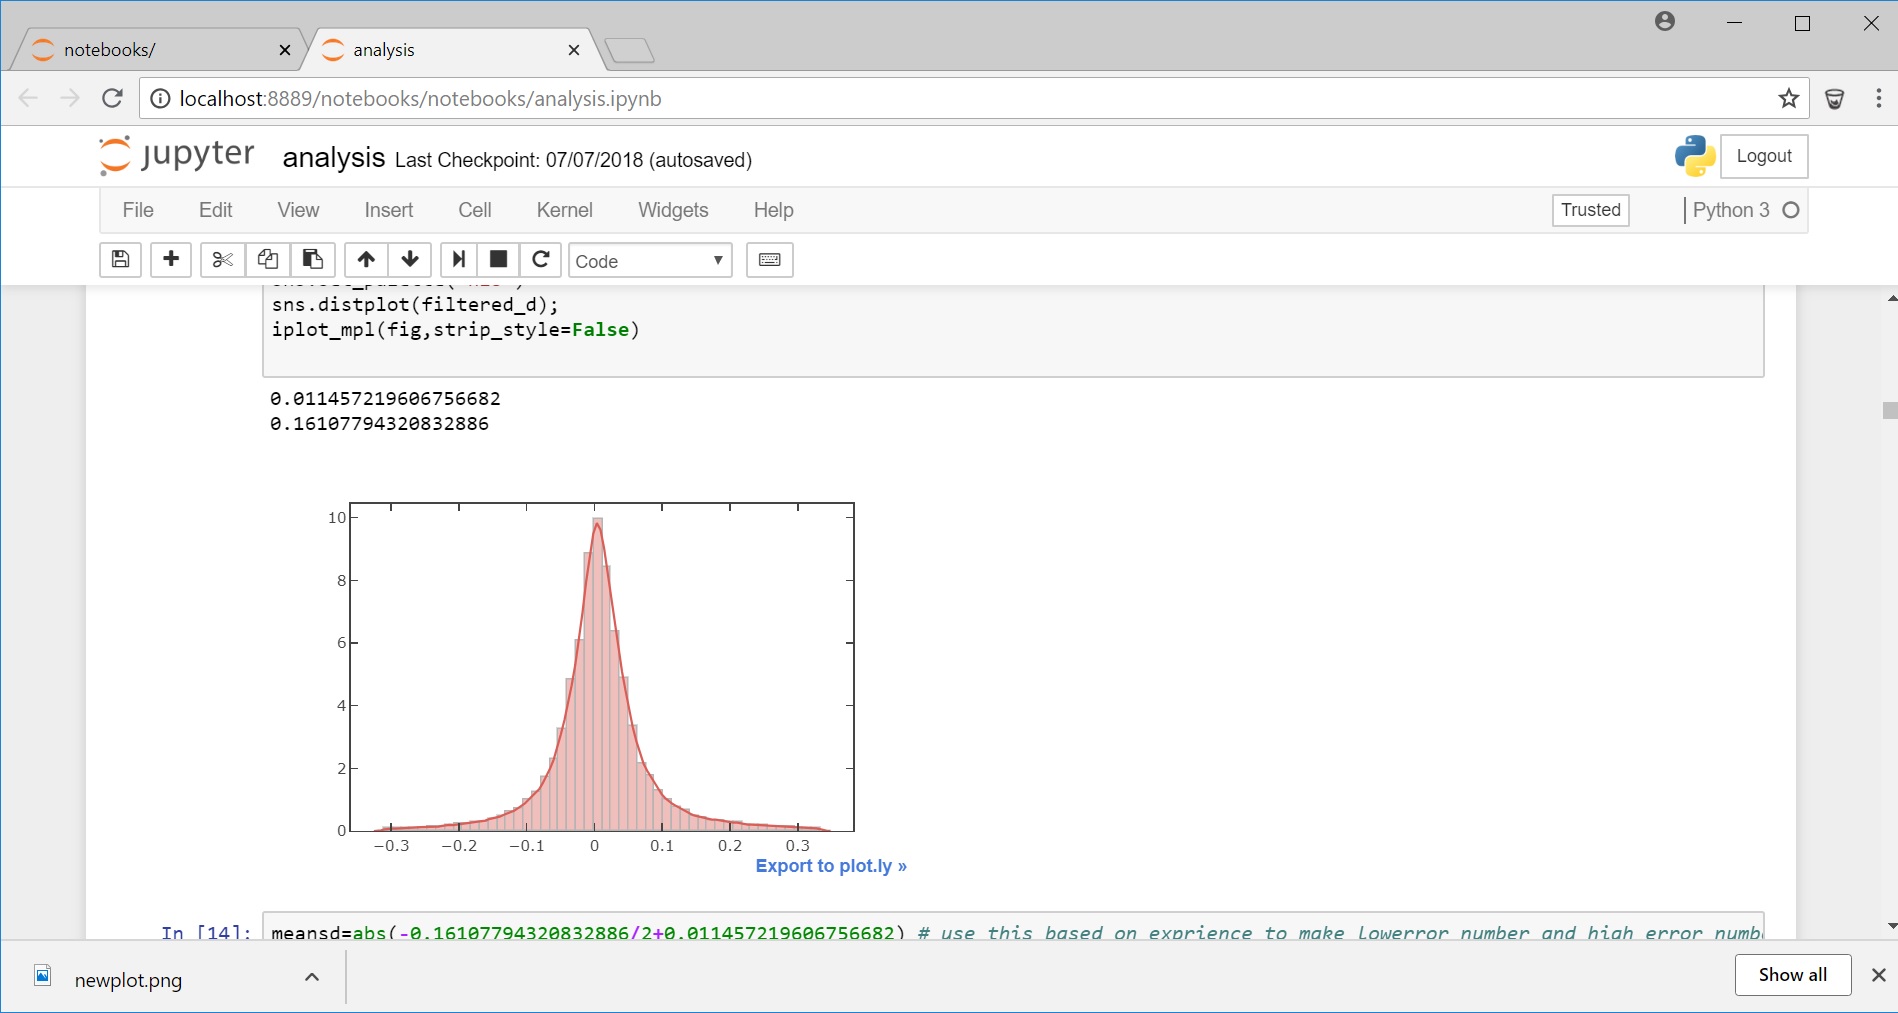 notebooks/
analysis
localhost:8889/notebooks/notebooks/analysis.ipynb
jupyter analysis Last Checkpoint: 07/07/2018 (autosaved)
Logout
File Edit View Insert Cell Kernel Widgets Help
Trusted
Python 3
Code
sns.distplot(filtered_d);
iplot_mpl(fig,strip_style=False)
0.011457219606756682
0.16107794320832886
10
8
6
4
2
0
−0.3 −0.2 −0.1 0 0.1 0.2 0.3
Export to plot.ly »
In [14]: meansd=abs(-0.16107794320832886/2+0.011457219606756682) # use this based on exprience to make Lowerror number and high error
newplot.png
Show all